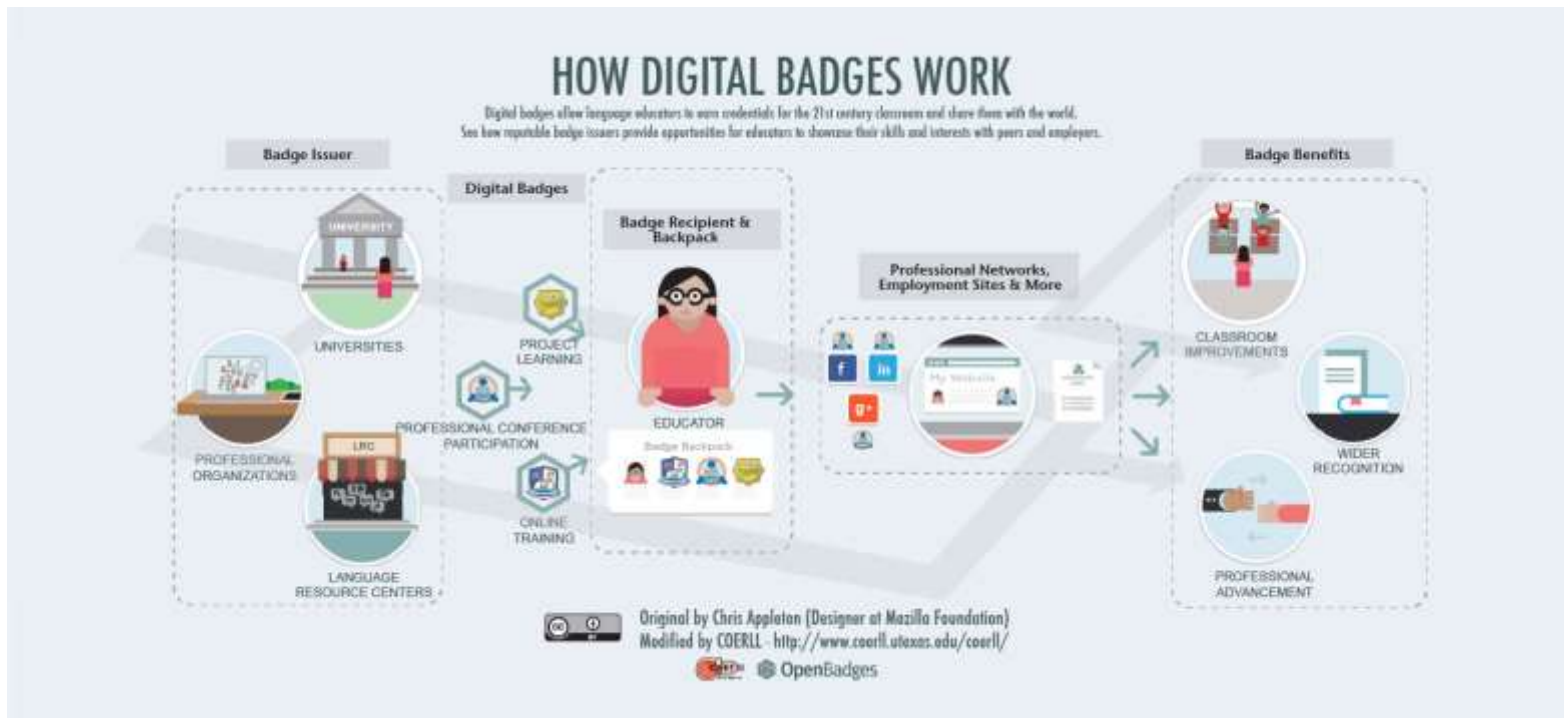 HOW DIGITAL BADGES WORK
Digital badges allow language educators to earn credentials for the 21st century classroom and share them with the world.
See how reputable badge issuers provide opportunities for educators to showcase their skills and interests with peers and employers.
Badge Issuer
UNIVERSITY
UNIVERSITIES
PROFESSIONAL
ORGANIZATIONS
LRC
LANGUAGE
RESOURCE CENTERS
Digital Badges
PROJECT
LEARNING
PROFESSIONAL CONFERENCE
PARTICIPATION
ONLINE
TRAINING
Badge Recipient &
Backpack
EDUCATOR
Badge Backpack
Professional Networks,
Employment Sites & More
f
in
g+
My Website
Badge Benefits
CLASSROOM
IMPROVEMENTS
WIDER
RECOGNITION
PROFESSIONAL
ADVANCEMENT
cc
BY
Original by Chris Appleton (Designer at Mozilla Foundation)
Modified by COERLL - http://www.coerll.utexas.edu/coerll/
OpenBadges